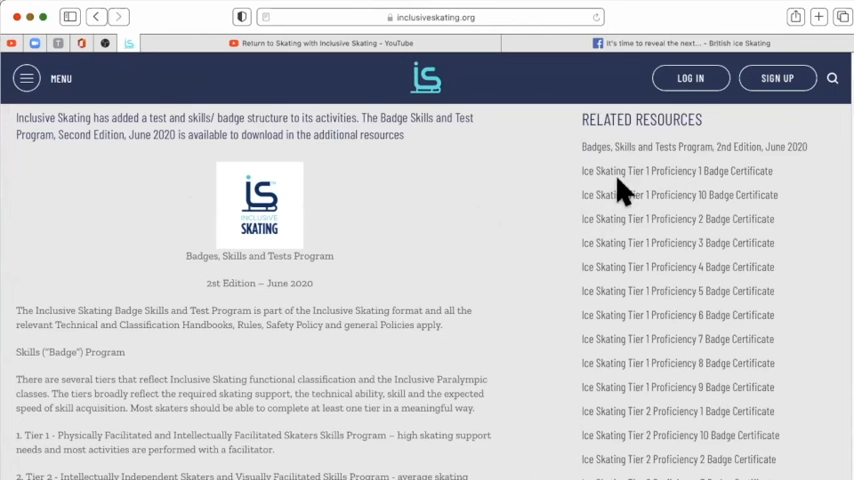 inclusiveskating.org
Return to Skating with Inclusive Skating - YouTube
It's time to reveal the next... - British Ice Skating
MENU
is
LOG IN
SIGN UP
Inclusive Skating has added a test and skills/ badge structure to its activities. The Badge Skills and Test
Program, Second Edition, June 2020 is available to download in the additional resources
is
INCLUSIVE
SKATING
Badges, Skills and Tests Program
2st Edition – June 2020
The Inclusive Skating Badge Skills and Test Program is part of the Inclusive Skating format and all the
relevant Technical and Classification Handbooks, Rules, Safety Policy and general Policies apply.
Skills ("Badge") Program
There are several tiers that reflect Inclusive Skating functional classification and the Inclusive Paralympic
classes. The tiers broadly reflect the required skating support, the technical ability, skill and the expected
speed of skill acquisition. Most skaters should be able to complete at least one tier in a meaningful way.
1. Tier 1 - Physically Facilitated and Intellectually Facilitated Skaters Skills Program – high skating support
needs and most activities are performed with a facilitator.
2. Tier 2 - Intellectually Independent Skaters and Visually Facilitated Skills Program - average skating
RELATED RESOURCES
Badges, Skills and Tests Program, 2nd Edition, June 2020
Ice Skating Tier 1 Proficiency 1 Badge Certificate
Ice Skating Tier 1 Proficiency 10 Badge Certificate
Ice Skating Tier 1 Proficiency 2 Badge Certificate
Ice Skating Tier 1 Proficiency 3 Badge Certificate
Ice Skating Tier 1 Proficiency 4 Badge Certificate
Ice Skating Tier 1 Proficiency 5 Badge Certificate
Ice Skating Tier 1 Proficiency 6 Badge Certificate
Ice Skating Tier 1 Proficiency 7 Badge Certificate
Ice Skating Tier 1 Proficiency 8 Badge Certificate
Ice Skating Tier 1 Proficiency 9 Badge Certificate
Ice Skating Tier 2 Proficiency 1 Badge Certificate
Ice Skating Tier 2 Proficiency 10 Badge Certificate
Ice Skating Tier 2 Proficiency 2 Badge Certificate